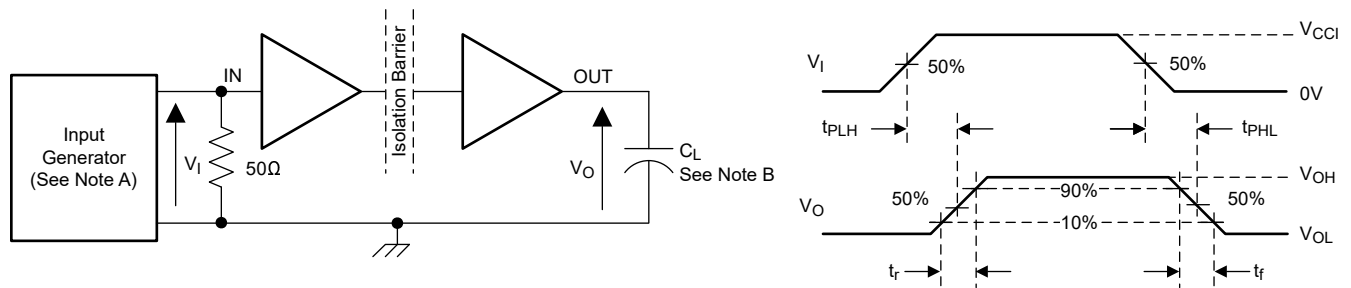 Input
Generator
(See Note A)
V_I
IN
50Ω
Isolation Barrier
OUT
V_O
C_L
See Note B
V_I
50%
50%
V_CCI
0V
t_PLH
t_PHL
V_O
50%
90%
10%
50%
V_OH
V_OL
t_r
t_f